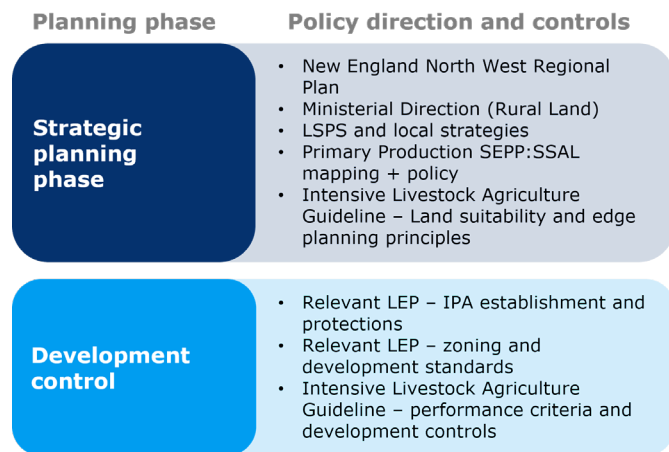 Planning phase
Policy direction and controls
Strategic
planning
phase
• New England North West Regional
Plan
• Ministerial Direction (Rural Land)
• LSPS and local strategies
• Primary Production SEPP:SSAL
mapping + policy
• Intensive Livestock Agriculture
Guideline – Land suitability and edge
planning principles
Development
control
• Relevant LEP – IPA establishment and
protections
• Relevant LEP – zoning and
development standards
• Intensive Livestock Agriculture
Guideline – performance criteria and
development controls